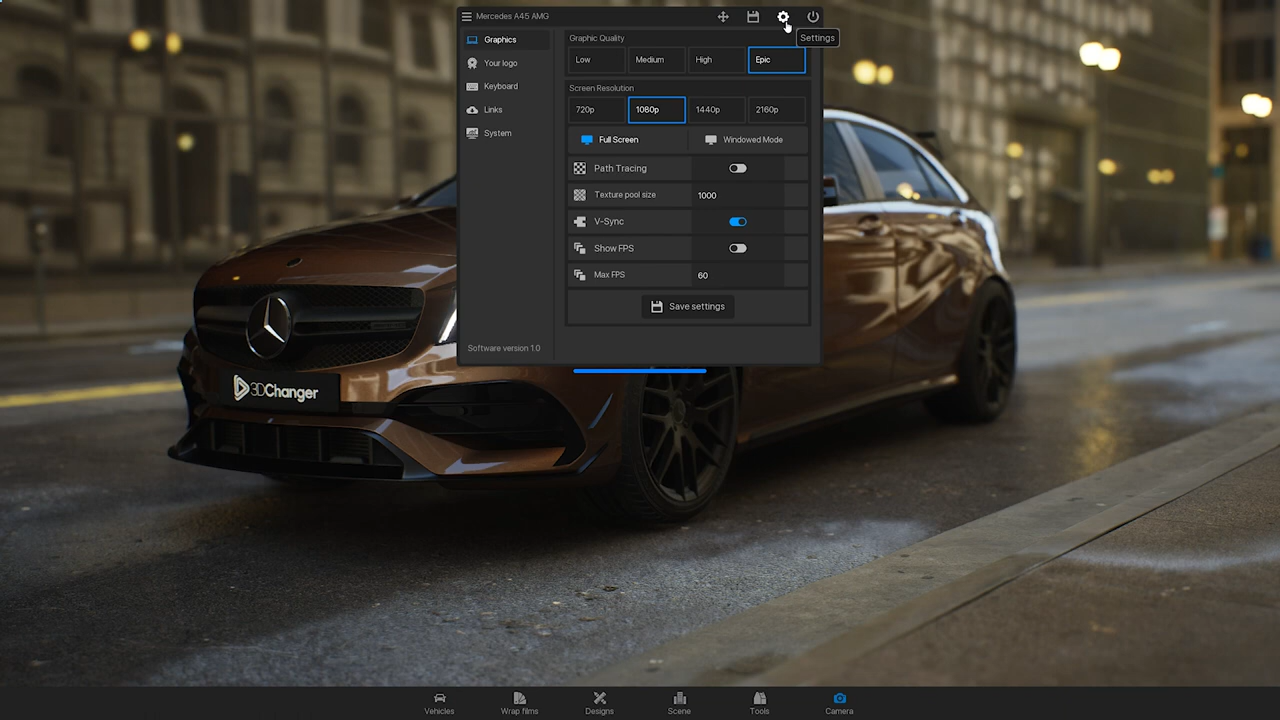 Mercedes A45 AMG
Settings
Graphics
Your logo
Keyboard
Links
System
Software version 1.0
Graphic Quality
Low Medium High Epic
Screen Resolution
720p 1080p 1440p 2160p
Full Screen Windowed Mode
Path Tracing
Texture pool size 1000
V-Sync
Show FPS
Max FPS 60
Save settings
3DChanger
Vehicles Wrap films Designs Scene Tools Camera